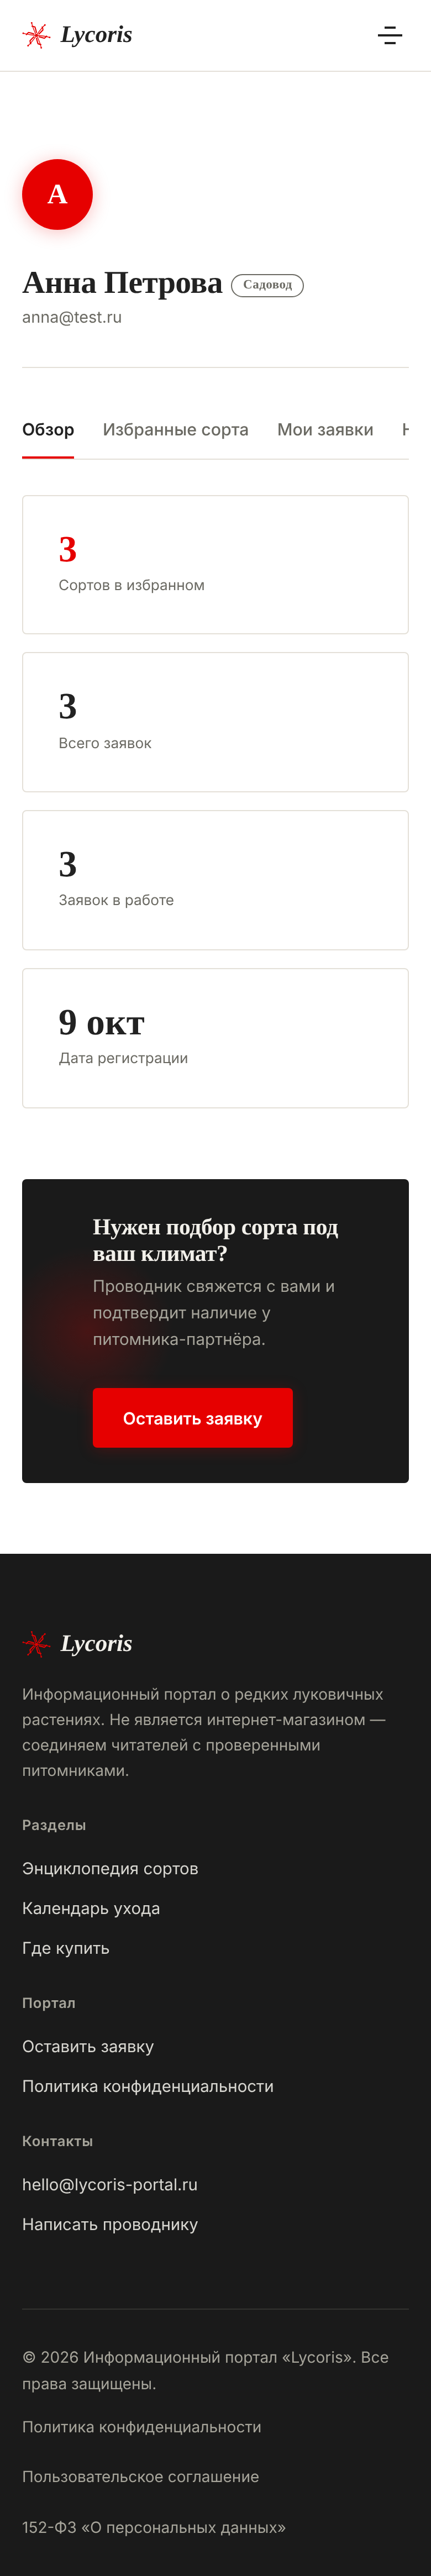 Lycoris
А
Анна Петрова Садовод
anna@test.ru
Обзор Избранные сорта Мои заявки
3
Сортов в избранном
3
Всего заявок
3
Заявок в работе
9 окт
Дата регистрации
Нужен подбор сорта под
ваш климат?
Проводник свяжется с вами и
подтвердит наличие у
питомника-партнёра.
Оставить заявку
Lycoris
Информационный портал о редких луковичных
растениях. Не является интернет-магазином —
соединяем читателей с проверенными
питомниками.
Разделы
Энциклопедия сортов
Календарь ухода
Где купить
Портал
Оставить заявку
Политика конфиденциальности
Контакты
hello@lycoris-portal.ru
Написать проводнику
© 2026 Информационный портал «Lycoris». Все
права защищены.
Политика конфиденциальности
Пользовательское соглашение
152-ФЗ «О персональных данных»